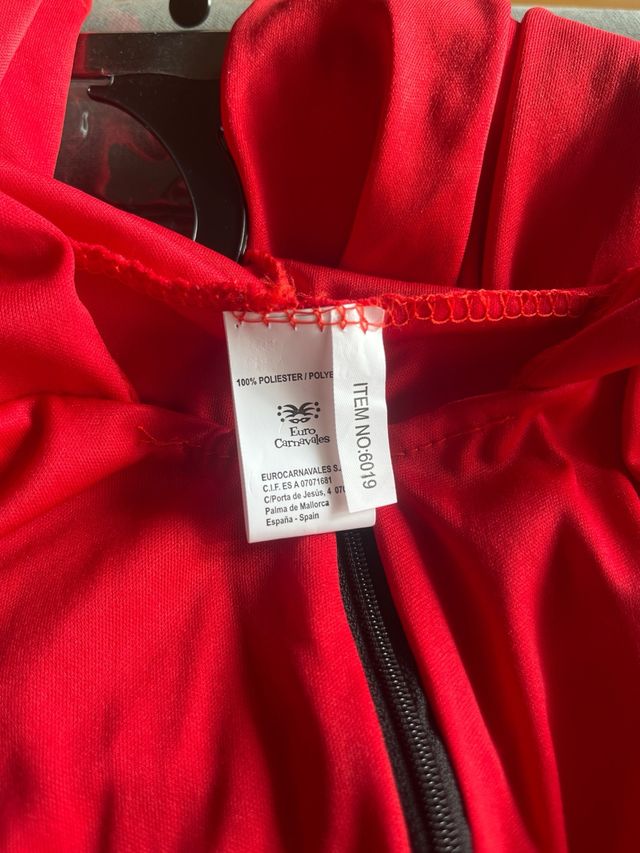 100% POLIESTER / POLYE
Euro
Carnavales
EUROCARNAVALES S.
C.I.F. ES A 07071681
C/Porta de Jesús, 4 070
Palma de Mallorca
España - Spain
ITEM NO:6019